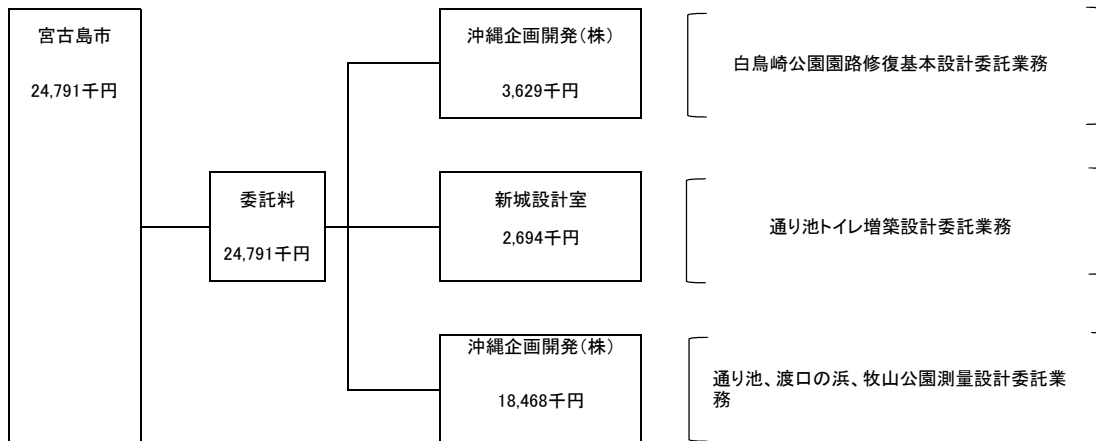 宮古島市
24,791千円
委託料
24,791千円
沖縄企画開発(株)
3,629千円
白鳥崎公園園路修復基本設計委託業務
新城設計室
2,694千円
通り池トイレ増築設計委託業務
沖縄企画開発(株)
18,468千円
通り池、渡口の浜、牧山公園測量設計委託業
務